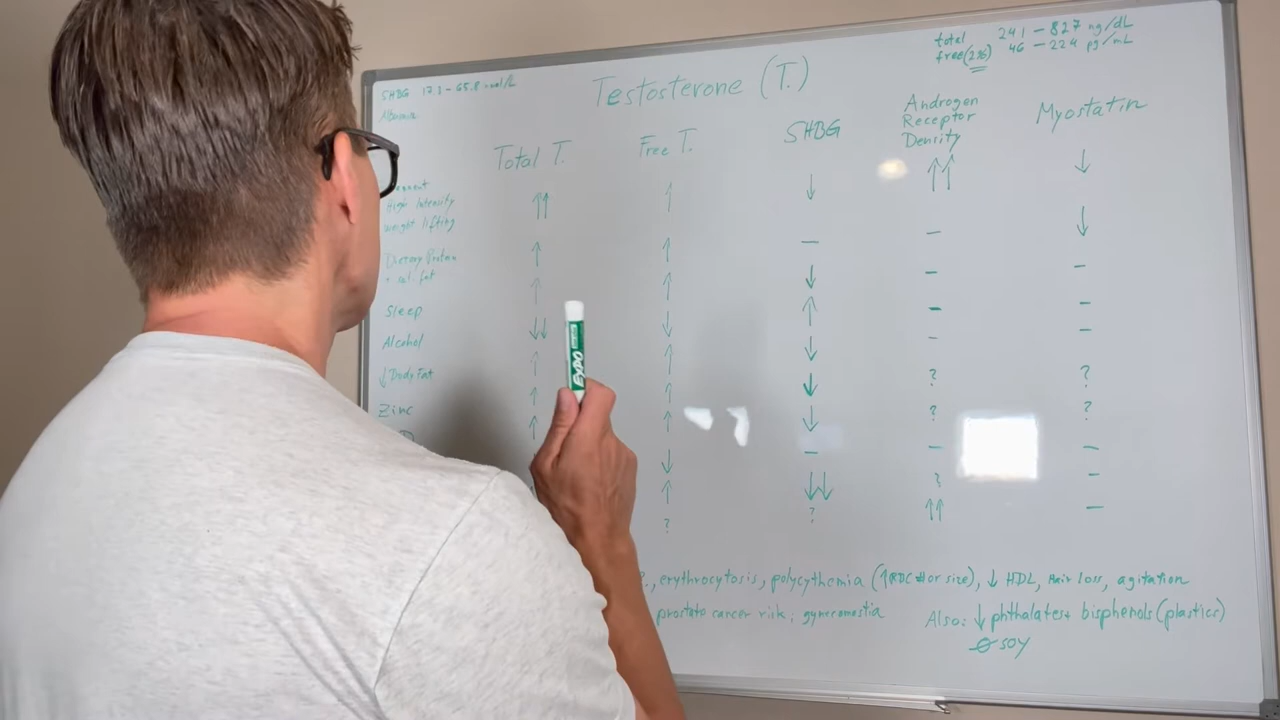 total 241 – 827 ng/dL
free(2%) 46 – 224 pg/mL
SHBG 17.3 – 65.8 nmol/L
Testosterone (T.)
Total T.
Free T.
SHBG
Androgen
Receptor
Density
Myostatin
High Intensity
weight lifting
↑↑ ↑ ↓ ↑↑ ↓
Dietary Protein
+ sat. fat
↑ ↑ – – ↓
Sleep
↑ ↑ ↓ – –
Alcohol
↓↓ ↓ ↑ – –
↓ Body Fat
↑ ↑ ↓ – –
Zinc
↑ ↑ ↓ ? ?
↑ ↑ ↓ ? ?
↓ – – –
↑ ↓↓ ? –
? ? ↑↑ –
, erythrocytosis, polycythemia (↑RBC # or size), ↓ HDL, Hair loss, agitation
prostate cancer risk; gynecomastia
Also: ↓ phthalates + bisphenols (plastics)
soy
EXPO